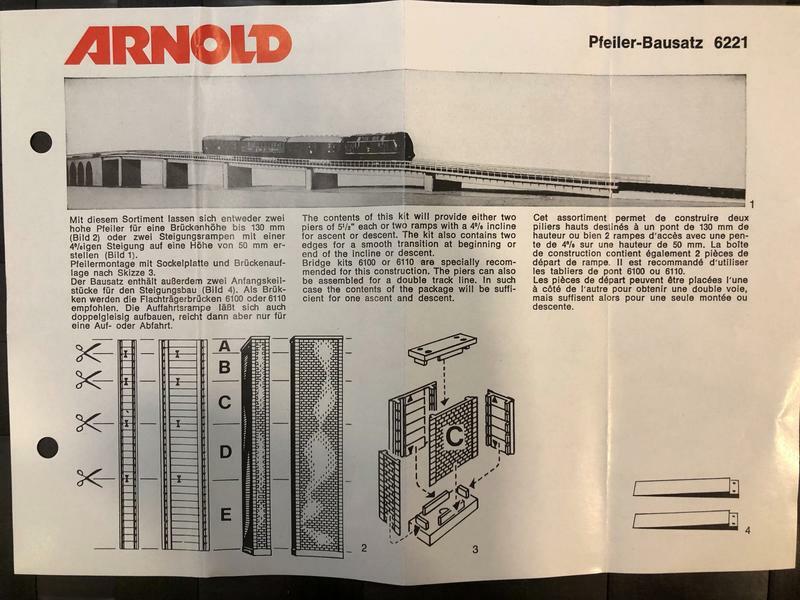 ARNOLD
Pfeiler-Bausatz 6221
1
Mit diesem Sortiment lassen sich entweder zwei
hohe Pfeiler für eine Brückenhöhe bis 130 mm
(Bild 2) oder zwei Steigungsrampen mit einer
4%igen Steigung auf eine Höhe von 50 mm er-
stellen (Bild 1).
Pfeilermontage mit Sockelplatte und Brückenauf-
lage nach Skizze 3.
Der Bausatz enthält außerdem zwei Anfangskeil-
stücke für den Steigungsbau (Bild 4). Als Brük-
ken werden die Flachträgerbrücken 6100 oder 6110
empfohlen. Die Auffahrtsrampe läßt sich auch
doppelgleisig aufbauen, reicht dann aber nur für
eine Auf- oder Abfahrt.
The contents of this kit will provide either two
piers of 5¹/₈" each or two ramps with a 4% incline
for ascent or descent. The kit also contains two
edges for a smooth transition at beginning or
end of the incline or descent.
Bridge kits 6100 or 6110 are specially recom-
mended for this construction. The piers can also
be assembled for a double track line. In such
case the contents of the package will be suffi-
cient for one ascent and descent.
Cet assortiment permet de construire deux
piliers hauts destinés à un pont de 130 mm de
hauteur ou bien 2 rampes d'accès avec une pen-
te de 4% sur une hauteur de 50 mm. La boîte
de construction contient également 2 pièces de
départ de rampe. Il est recommandé d'utiliser
les tabliers de pont 6100 ou 6110.
Les pièces de départ peuvent être placées l'une
à côté de l'autre pour obtenir une double voie,
mais suffisent alors pour une seule montée ou
descente.
A
B
C
D
E
2
C
3
4